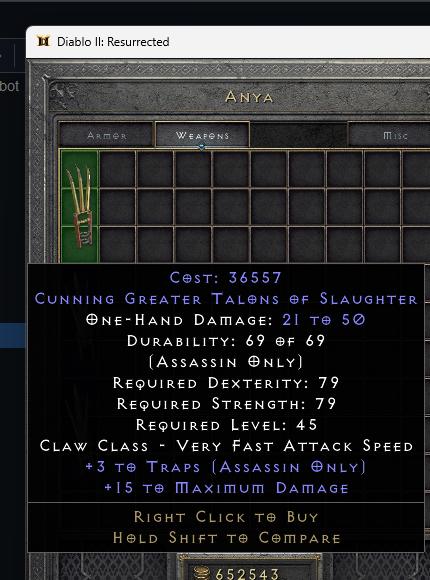 Diablo II: Resurrected
bot
Anya
Armor
Weapons
Misc
Cost: 36557
Cunning Greater Talons of Slaughter
One-Hand Damage: 21 to 50
Durability: 69 of 69
(Assassin Only)
Required Dexterity: 79
Required Strength: 79
Required Level: 45
Claw Class - Very Fast Attack Speed
+3 to Traps (Assassin Only)
+15 to Maximum Damage
Right Click to Buy
Hold Shift to Compare
652543